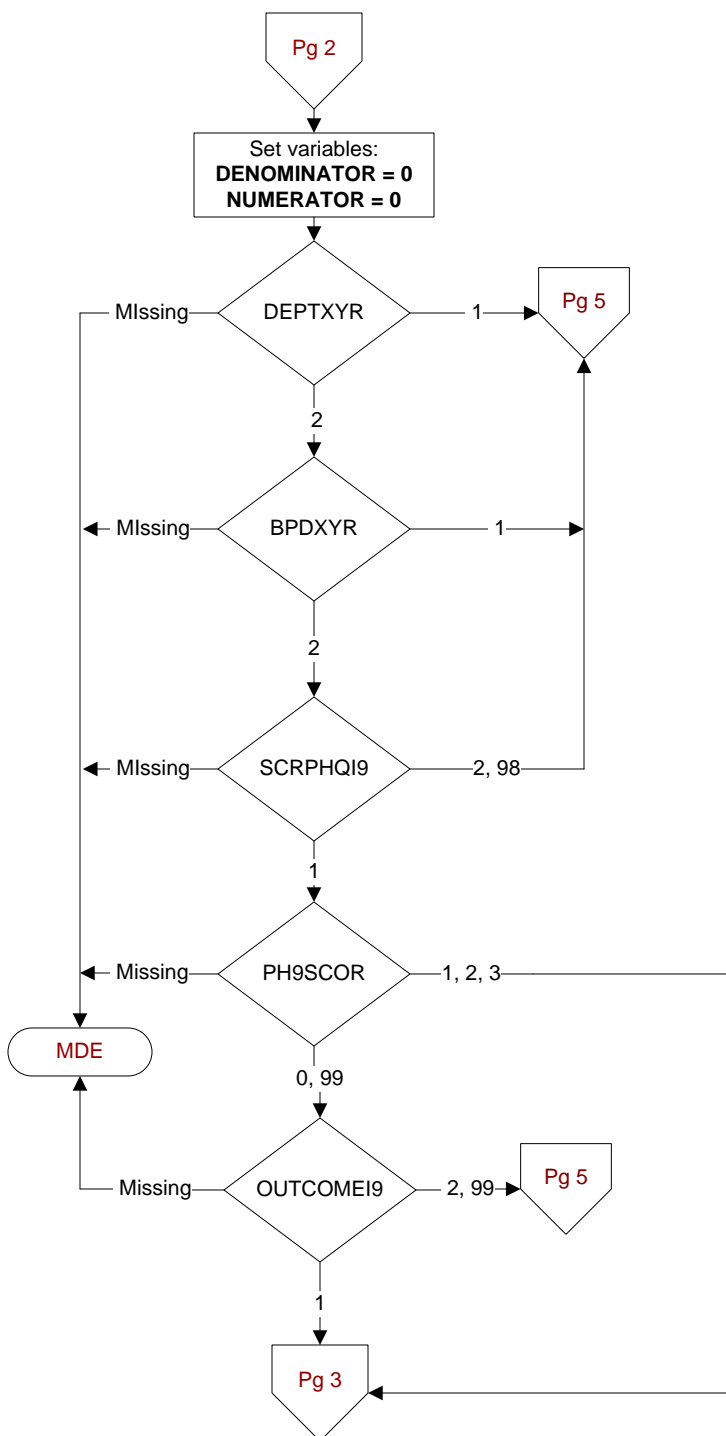 Pg 2
Set variables:
DENOMINATOR = 0
NUMERATOR = 0
MIssing
DEPTXYR
1
Pg 5
2
MIssing
BPDXYR
1
2
MIssing
SCRPHQI9
2, 98
1
Missing
PH9SCOR
1, 2, 3
MDE
0, 99
Missing
OUTCOMEI9
2, 99
Pg 5
1
Pg 3